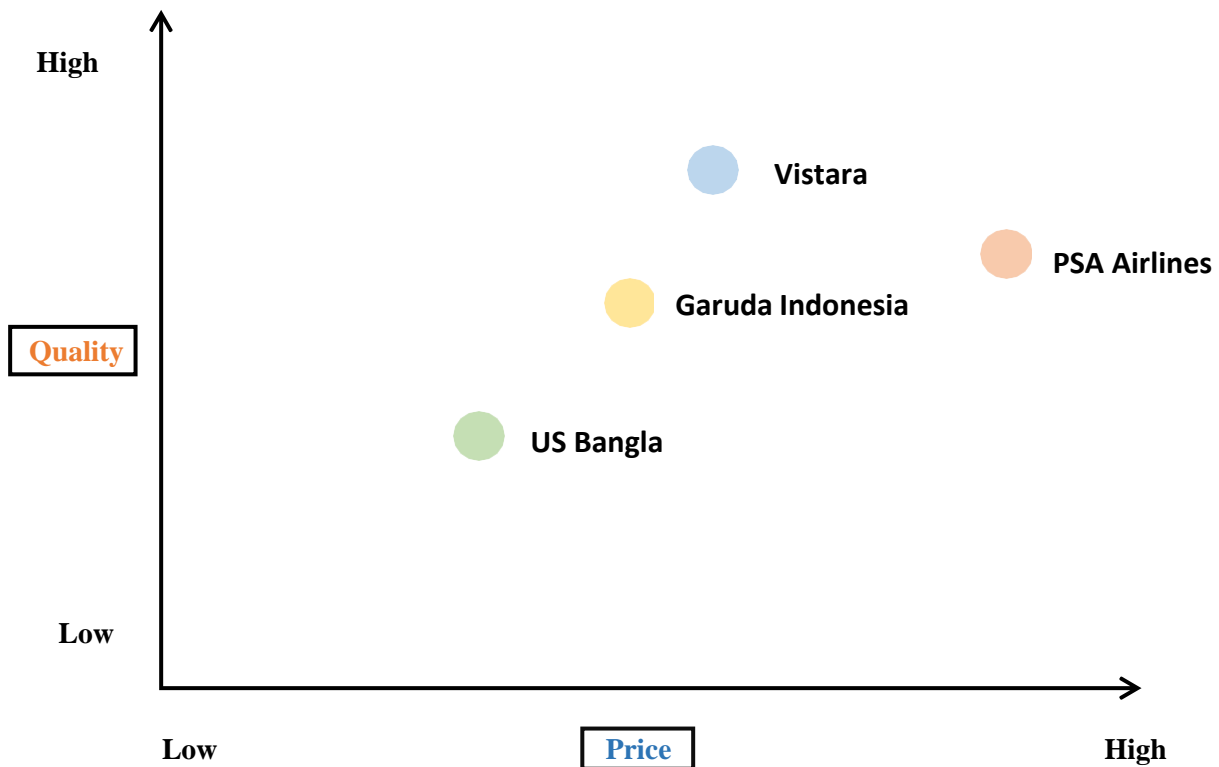 High
Vistara
PSA Airlines
Garuda Indonesia
Quality
US Bangla
Low
Low
Price
High